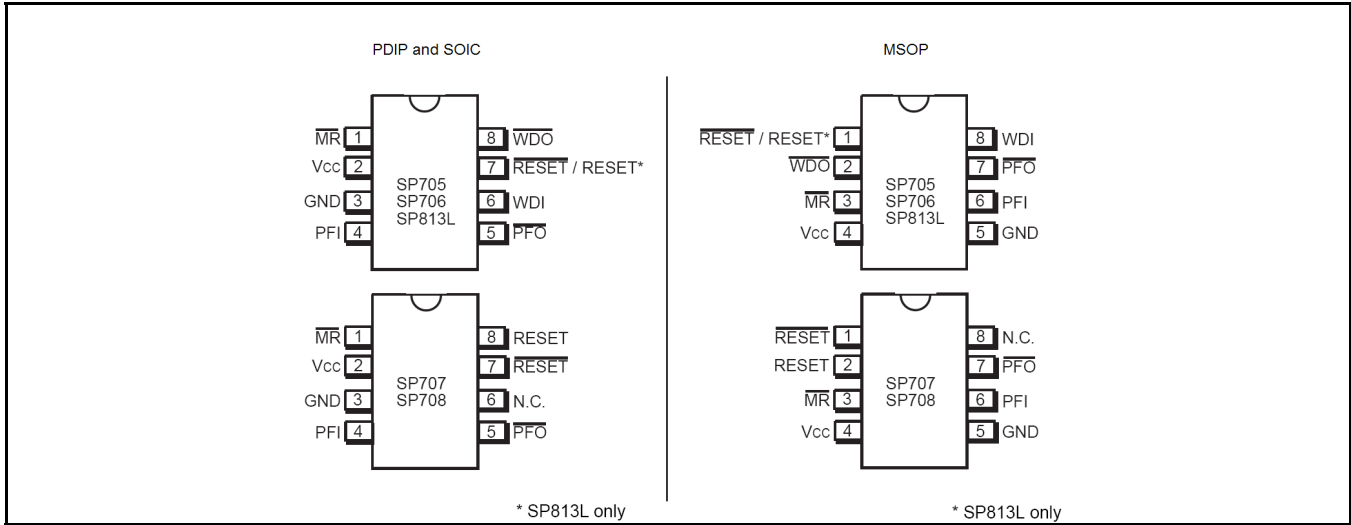 PDIP and SOIC
MR 1
8 WDO
Vcc 2
7 RESET / RESET*
GND 3
6 WDI
PFI 4
5 PFO
SP705
SP706
SP813L
MR 1
8 RESET
Vcc 2
7 RESET
GND 3
6 N.C.
PFI 4
5 PFO
SP707
SP708
* SP813L only
MSOP
RESET / RESET* 1
8 WDI
WDO 2
7 PFO
MR 3
6 PFI
Vcc 4
5 GND
SP705
SP706
SP813L
RESET 1
8 N.C.
RESET 2
7 PFO
MR 3
6 PFI
Vcc 4
5 GND
SP707
SP708
* SP813L only